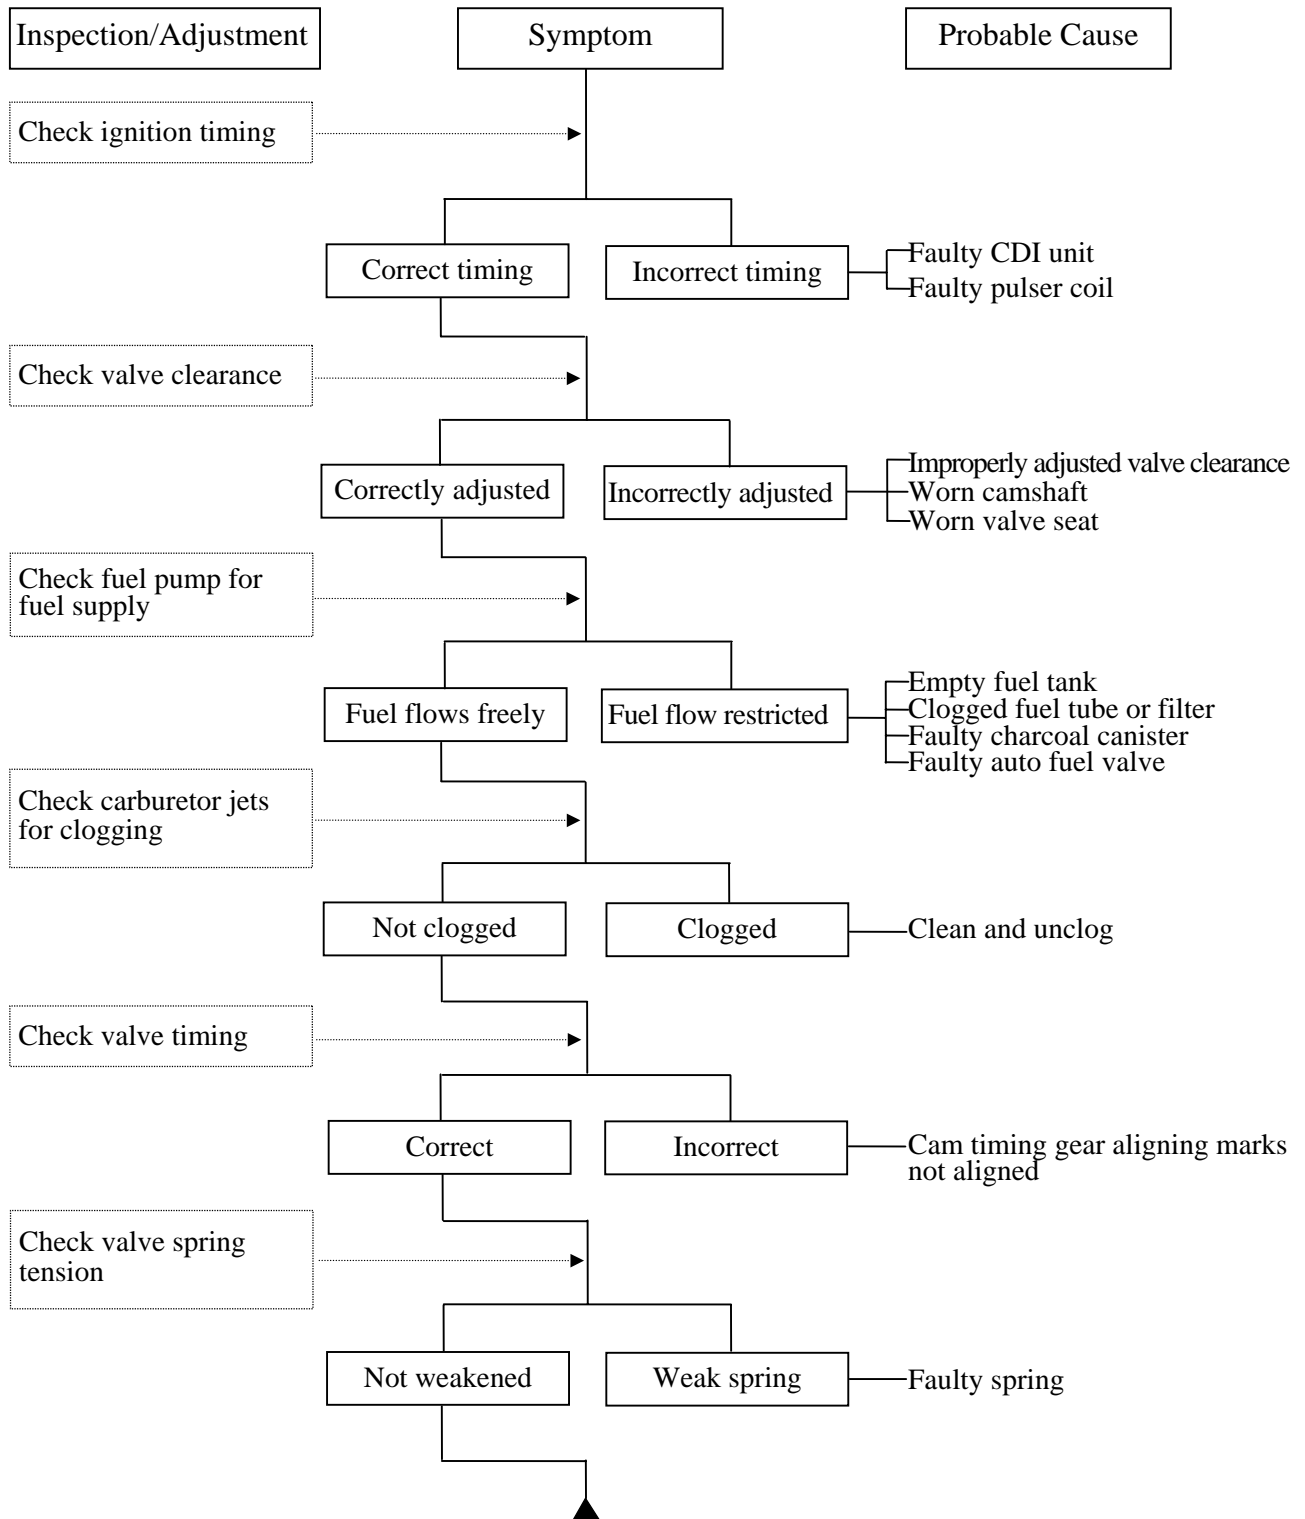 Inspection/Adjustment
Symptom
Probable Cause
Check ignition timing
Correct timing
Incorrect timing
Faulty CDI unit
Faulty pulser coil
Check valve clearance
Correctly adjusted
Incorrectly adjusted
Improperly adjusted valve clearance
Worn camshaft
Worn valve seat
Check fuel pump for
fuel supply
Fuel flows freely
Fuel flow restricted
Empty fuel tank
Clogged fuel tube or filter
Faulty charcoal canister
Faulty auto fuel valve
Check carburetor jets
for clogging
Not clogged
Clogged
Clean and unclog
Check valve timing
Correct
Incorrect
Cam timing gear aligning marks
not aligned
Check valve spring
tension
Not weakened
Weak spring
Faulty spring